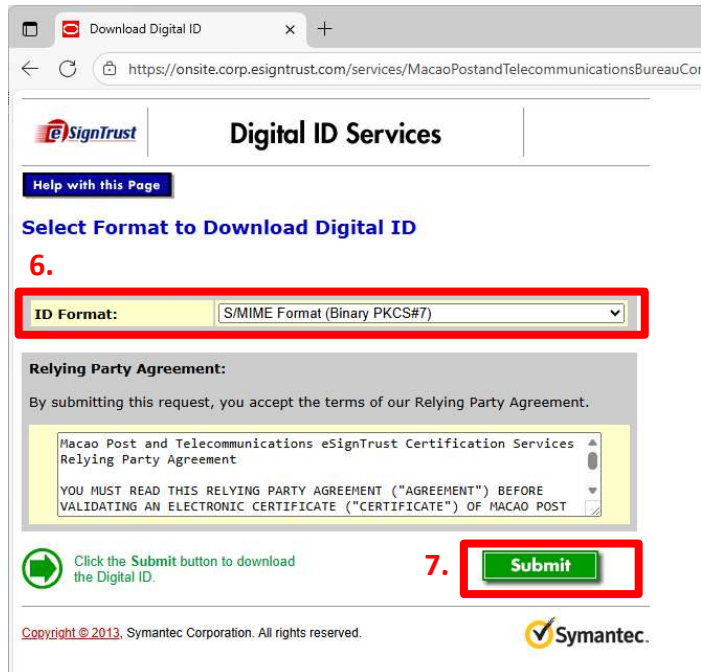 Download Digital ID
https://onsite.corp.esigntrust.com/services/MacaoPostandTelecommunicationsBureauCor
eSignTrust
Digital ID Services
Help with this Page
Select Format to Download Digital ID
6.
ID Format: S/MIME Format (Binary PKCS#7)
Relying Party Agreement:
By submitting this request, you accept the terms of our Relying Party Agreement.
Macao Post and Telecommunications eSignTrust Certification Services
Relying Party Agreement
YOU MUST READ THIS RELYING PARTY AGREEMENT ("AGREEMENT") BEFORE
VALIDATING AN ELECTRONIC CERTIFICATE ("CERTIFICATE") OF MACAO POST
Click the Submit button to download
the Digital ID.
7.
Submit
Copyright © 2013, Symantec Corporation. All rights reserved.
Symantec.